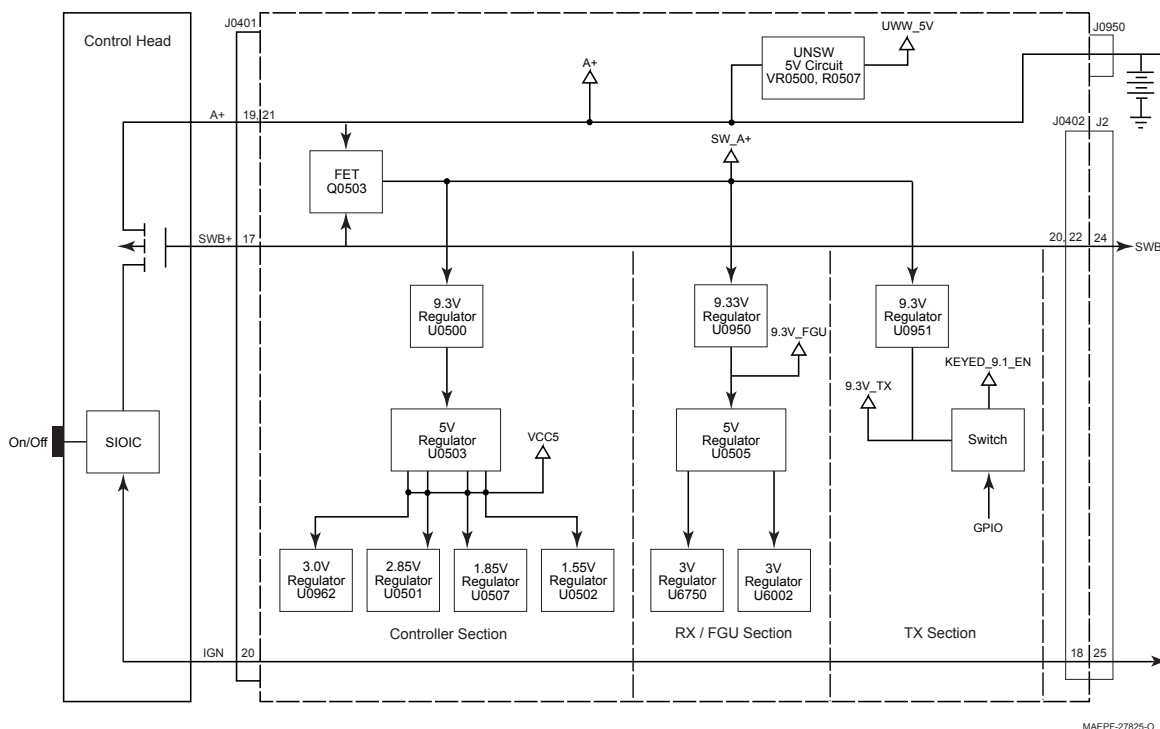 Control Head
J0401
J0950
UWW_5V
UNSW
5V Circuit
VR0500, R0507
A+
A+
19, 21
J0402
J2
SW_A+
FET
Q0503
SWB+
17
20, 22
24
SWB
9.3V
Regulator
U0500
9.33V
Regulator
U0950
9.3V
Regulator
U0951
9.3V_FGU
KEYED_9.1_EN
9.3V_TX
On/Off
SIOIC
5V
Regulator
U0503
VCC5
5V
Regulator
U0505
Switch
GPIO
3.0V
Regulator
U0962
2.85V
Regulator
U0501
1.85V
Regulator
U0507
1.55V
Regulator
U0502
3V
Regulator
U6750
3V
Regulator
U6002
Controller Section
RX / FGU Section
TX Section
IGN
20
18
25
MAEPF-27825-O